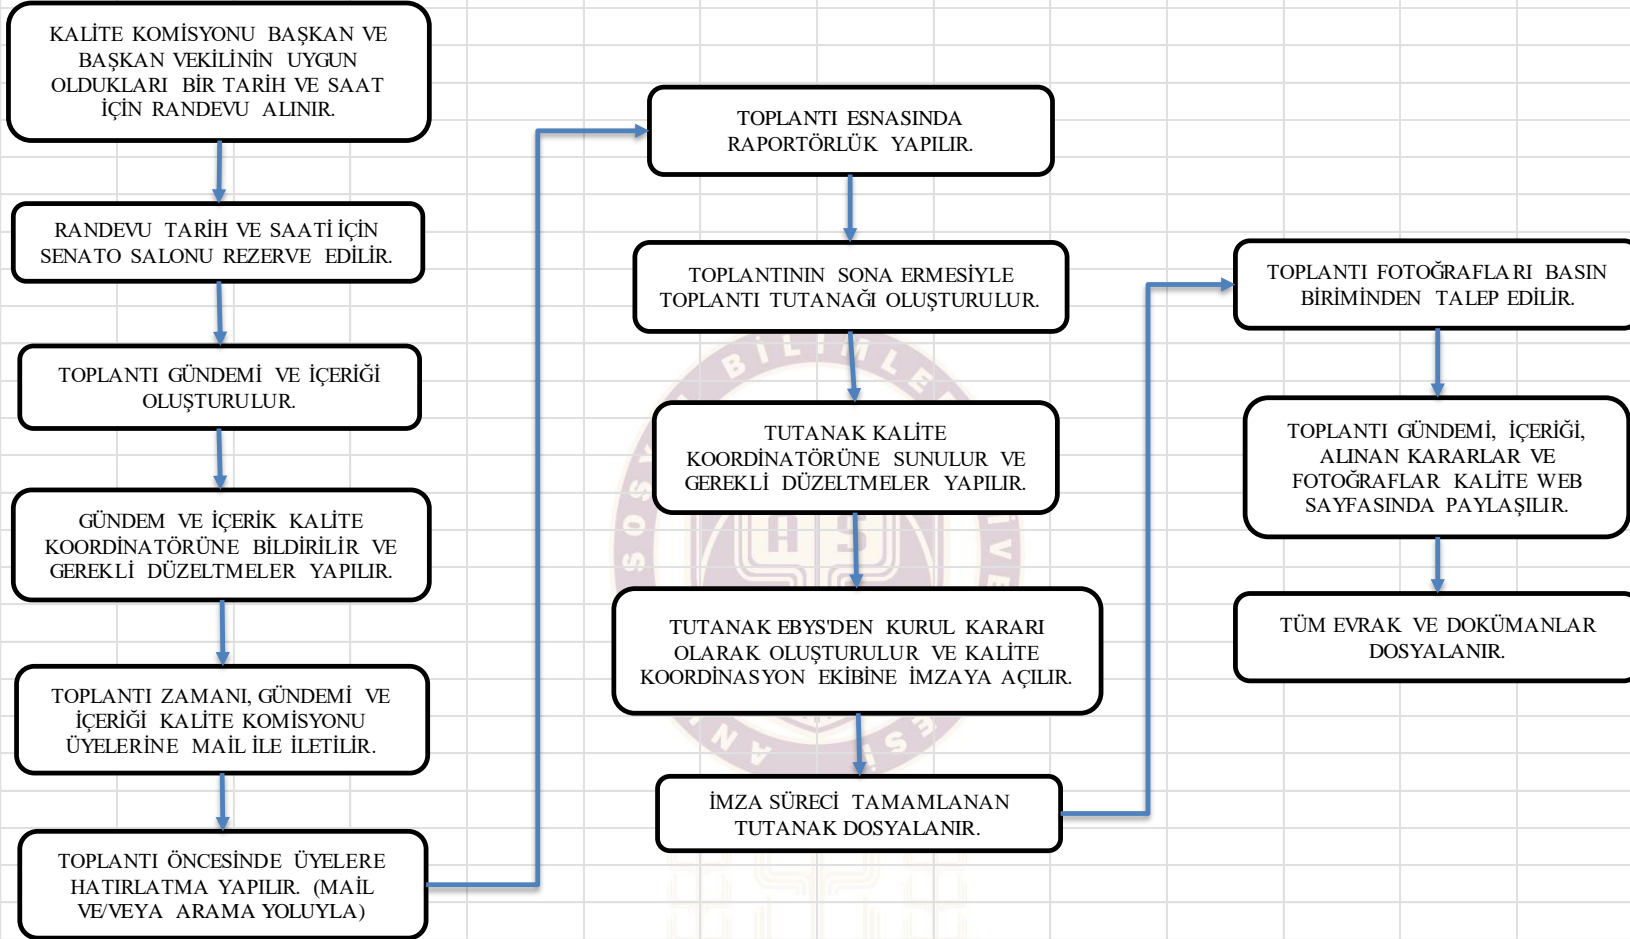 KALİTE KOMİSYONU BAŞKAN VE
BAŞKAN VEKİLİNİN UYGUN
OLDUKLARI BİR TARİH VE SAAT
İÇİN RANDEVU ALINIR.
RANDEVU TARİH VE SAATİ İÇİN
SENATO SALONU REZERVE EDİLİR.
TOPLANTI GÜNDEMİ VE İÇERİĞİ
OLUŞTURULUR.
GÜNDEM VE İÇERİK KALİTE
KOORDİNATÖRÜNE BİLDİRİLİR VE
GEREKLİ DÜZELTMELER YAPILIR.
TOPLANTI ZAMANI, GÜNDEMİ VE
İÇERİĞİ KALİTE KOMİSYONU
ÜYELERİNE MAİL İLE İLETİLİR.
TOPLANTI ÖNCESİNDE ÜYELERE
HATIRLATMA YAPILIR. (MAİL
VE/VEYA ARAMA YOLUYLA)
TOPLANTI ESNASINDA
RAPORTÖRLÜK YAPILIR.
TOPLANTININ SONA ERMESİYLE
TOPLANTI TUTANAĞI OLUŞTURULUR.
TUTANAK KALİTE
KOORDİNATÖRÜNE SUNULUR VE
GEREKLİ DÜZELTMELER YAPILIR.
TUTANAK EBYS'DEN KURUL KARARI
OLARAK OLUŞTURULUR VE KALİTE
KOORDİNASYON EKİBİNE İMZAYA AÇILIR.
İMZA SÜRECİ TAMAMLANAN
TUTANAK DOSYALANIR.
TOPLANTI FOTOĞRAFLARI BASIN
BİRİMİNDEN TALEP EDİLİR.
TOPLANTI GÜNDEMİ, İÇERİĞİ,
ALINAN KARARLAR VE
FOTOĞRAFLAR KALİTE WEB
SAYFASINDA PAYLAŞILIR.
TÜM EVRAK VE DOKÜMANLAR
DOSYALANIR.